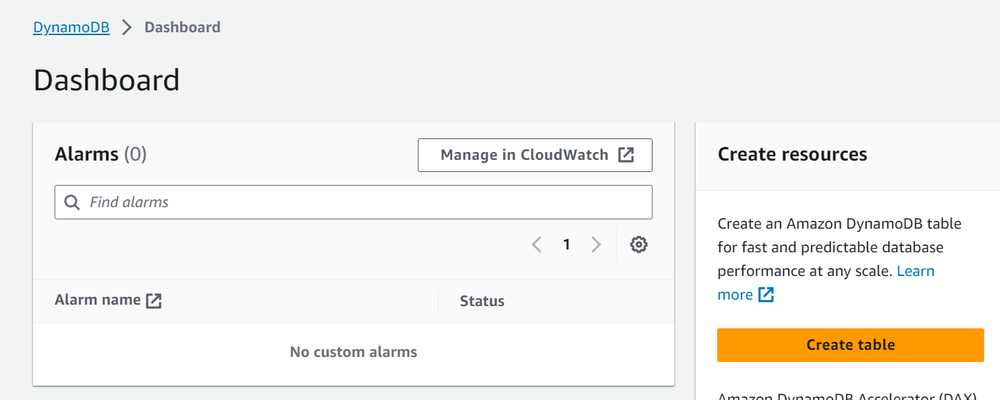 DynamoDB > Dashboard
Dashboard
Alarms (0)
Manage in CloudWatch
Find alarms
1
Alarm name
Status
No custom alarms
Create resources
Create an Amazon DynamoDB table
for fast and predictable database
performance at any scale. Learn
more
Create table
Amazon DynamoDB Accelerator (DAX)